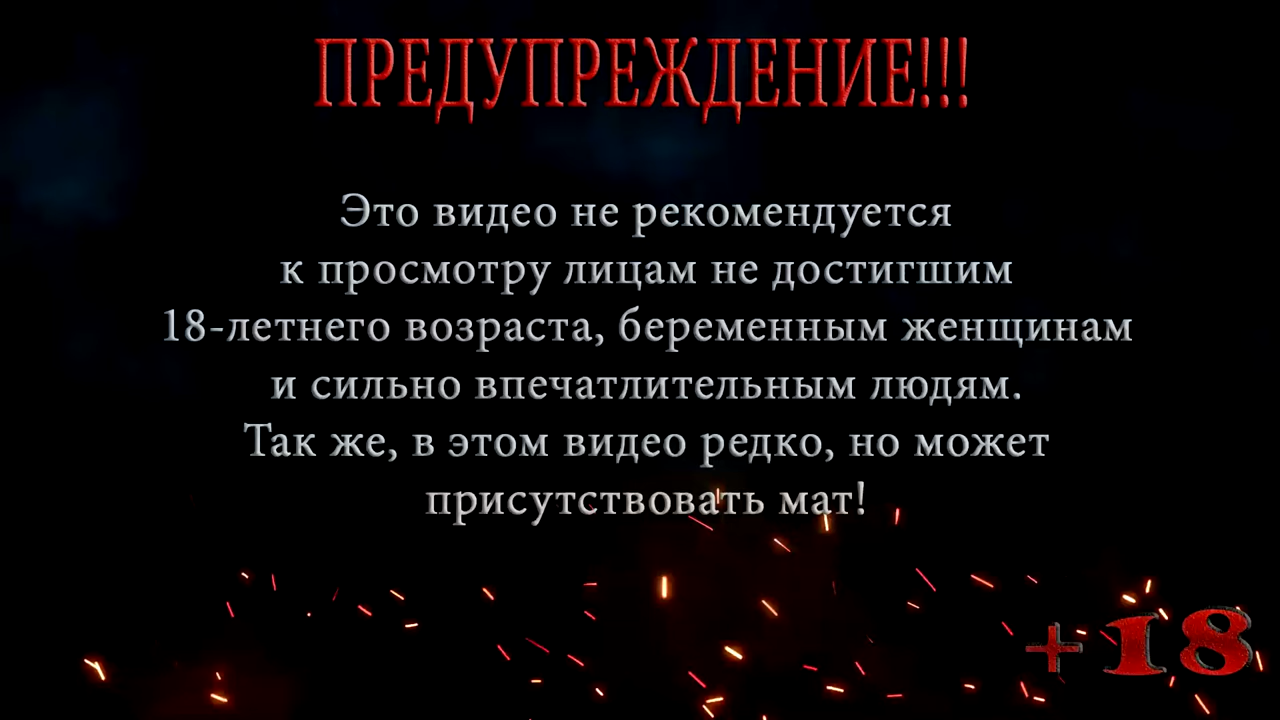 ПРЕДУПРЕЖДЕНИЕ!!!
Это видео не рекомендуется
к просмотру лицам не достигшим
18-летнего возраста, беременным женщинам
и сильно впечатлительным людям.
Так же, в этом видео редко, но может
присутствовать мат!
+18